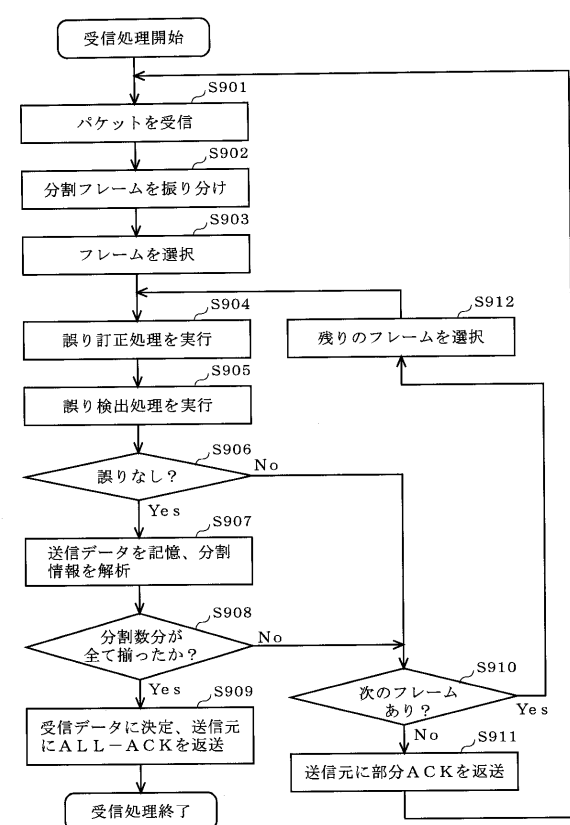 受信処理開始
S901
パケットを受信
S902
分割フレームを振り分け
S903
フレームを選択
S904
誤り訂正処理を実行
S912
残りのフレームを選択
S905
誤り検出処理を実行
S906
誤りなし?
No
Yes
S907
送信データを記憶、分割
情報を解析
S908
分割数分が
全て揃ったか?
No
Yes
S909
受信データに決定、送信元
にALL-ACKを返送
S910
次のフレーム
あり?
Yes
No
S911
送信元に部分ACKを返送
受信処理終了